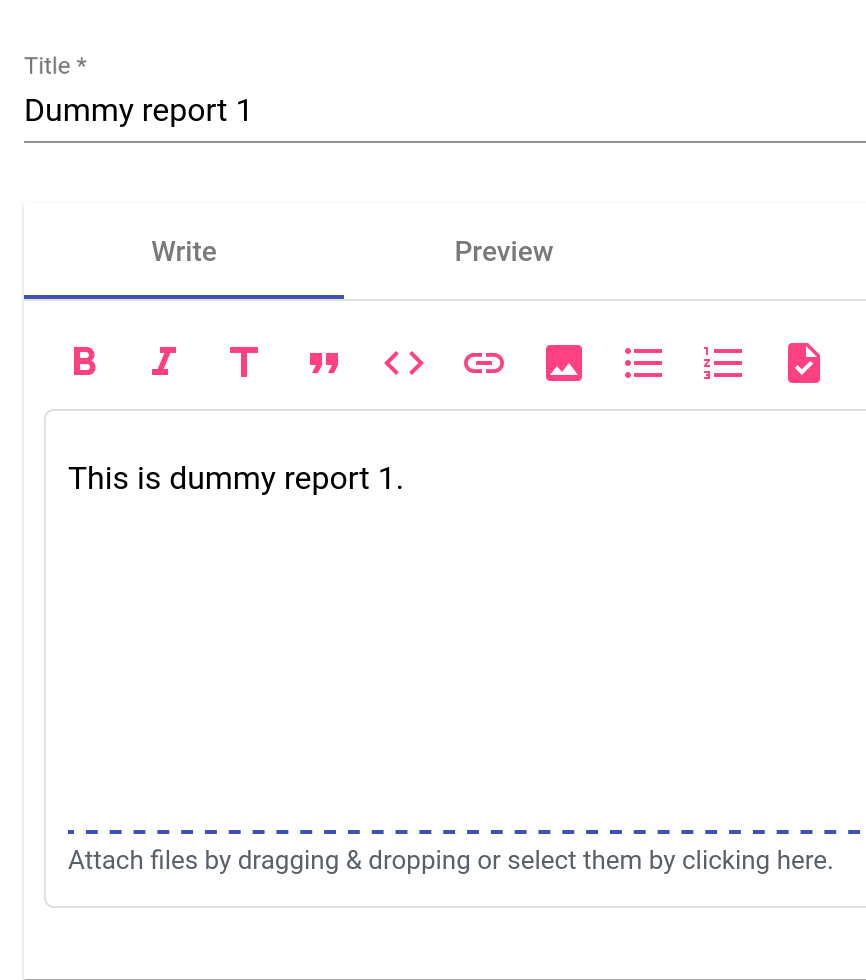 Title *
Dummy report 1
Write
Preview
This is dummy report 1.
Attach files by dragging & dropping or select them by clicking here.